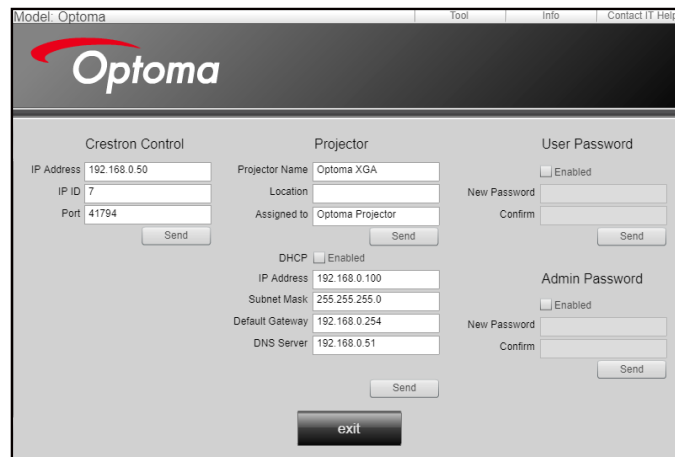 Model: Optoma
Tool
Info
Contact IT Help
Optoma
Crestron Control
IP Address 192.168.0.50
IP ID 7
Port 41794
Send
Projector
Projector Name Optoma XGA
Location
Assigned to Optoma Projector
Send
DHCP Enabled
IP Address 192.168.0.100
Subnet Mask 255.255.255.0
Default Gateway 192.168.0.254
DNS Server 192.168.0.51
Send
User Password
Enabled
New Password
Confirm
Send
Admin Password
Enabled
New Password
Confirm
Send
exit